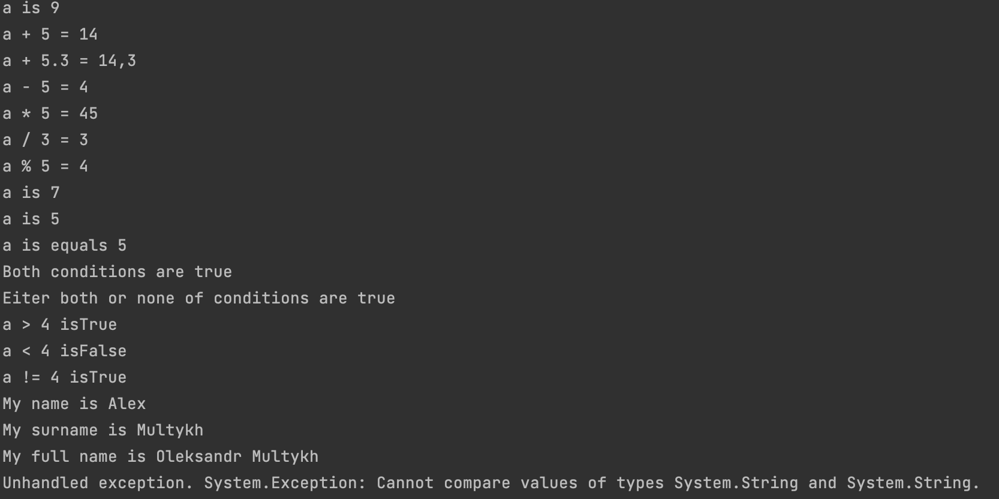 a is 9
a + 5 = 14
a + 5.3 = 14,3
a - 5 = 4
a * 5 = 45
a / 3 = 3
a % 5 = 4
a is 7
a is 5
a is equals 5
Both conditions are true
Eiter both or none of conditions are true
a > 4 isTrue
a < 4 isFalse
a != 4 isTrue
My name is Alex
My surname is Multykh
My full name is Oleksandr Multykh
Unhandled exception. System.Exception: Cannot compare values of types System.String and System.String.